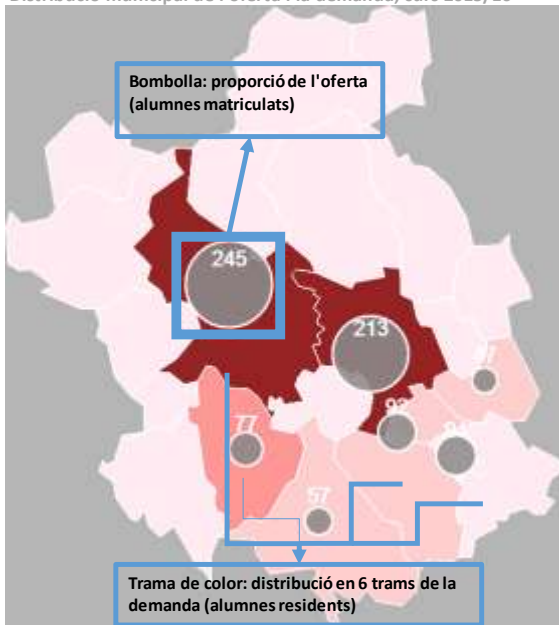 Bombolla: proporció de l'oferta
(alumnes matriculats)
245
213
77
57
Trama de color: distribució en 6 trams de la
demanda (alumnes residents)